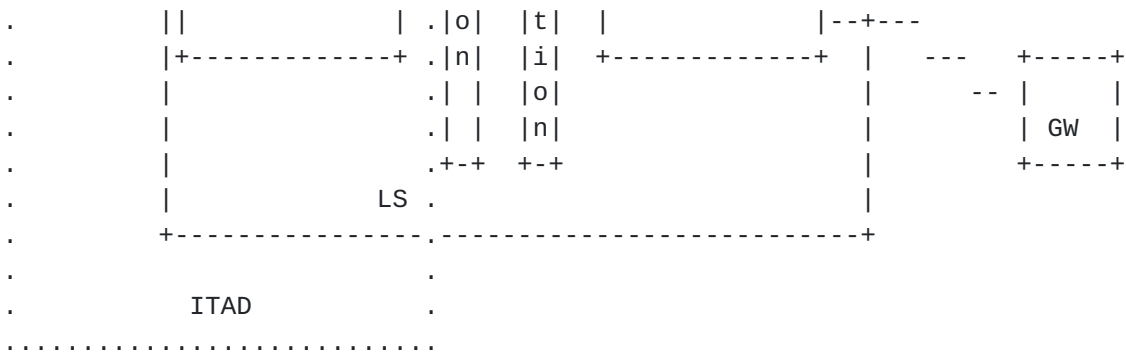 .          ||              | .|o|  |t|  |              |--+---
.          |+-------------+ .|n|  |i|  +-------------+  |   ---   +-----+
.          |                 .| |  |o|                   |      -- |     |
.          |                 .| |  |n|                   |         | GW  |
.          |                 .+-+  +-+                   |         +-----+
.          |             LS .                            |
.          +----------------.---------------------------+
.                           .
.           ITAD            .
............................